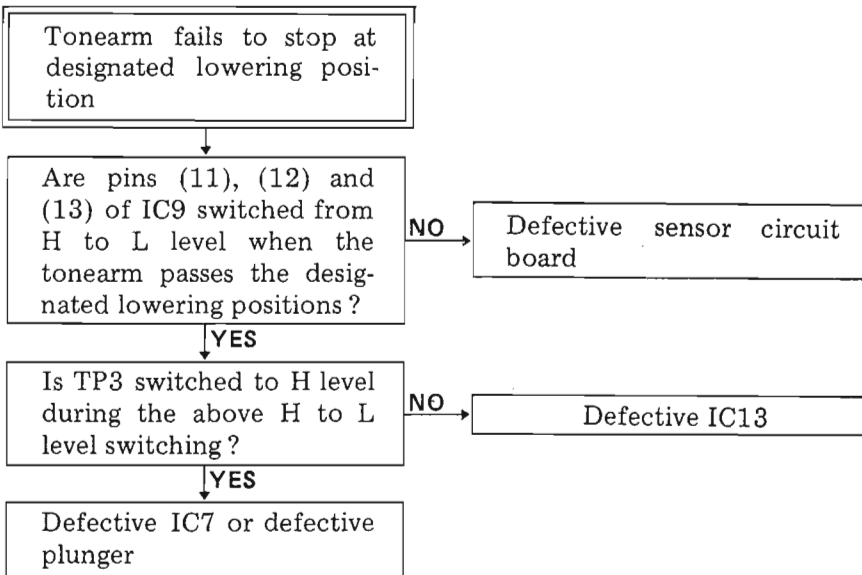 Tonearm fails to stop at
designated lowering posi-
tion
Are pins (11), (12) and
(13) of IC9 switched from
H to L level when the
tonearm passes the desig-
nated lowering positions ?
NO
Defective sensor circuit
board
YES
Is TP3 switched to H level
during the above H to L
level switching ?
NO
Defective IC13
YES
Defective IC7 or defective
plunger